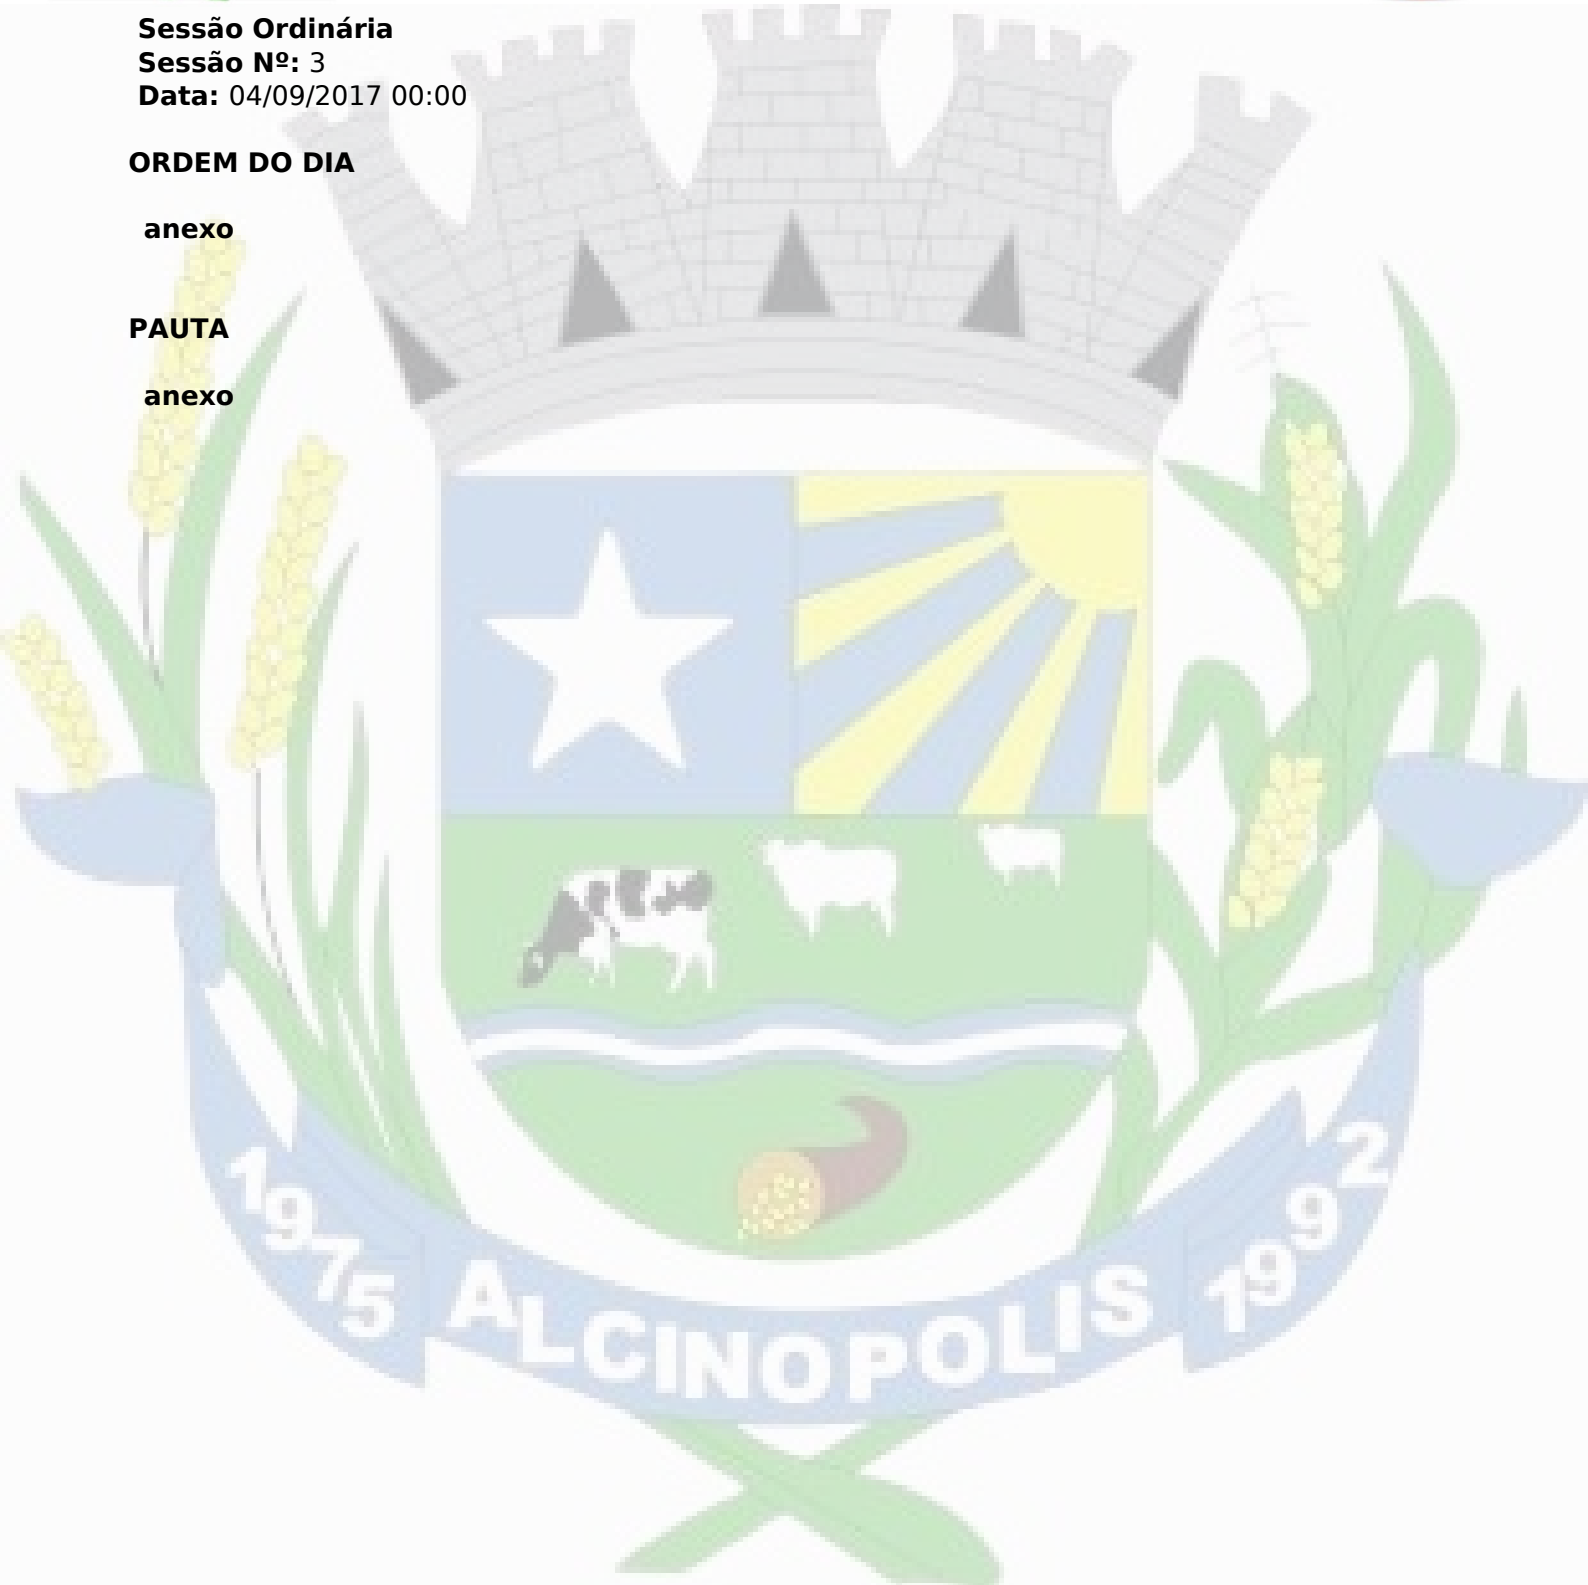 Sessão Ordinária
Sessão Nº: 3
Data: 04/09/2017 00:00
ORDEM DO DIA
anexo
PAUTA
anexo
1975 ALCINOPOLIS 1992